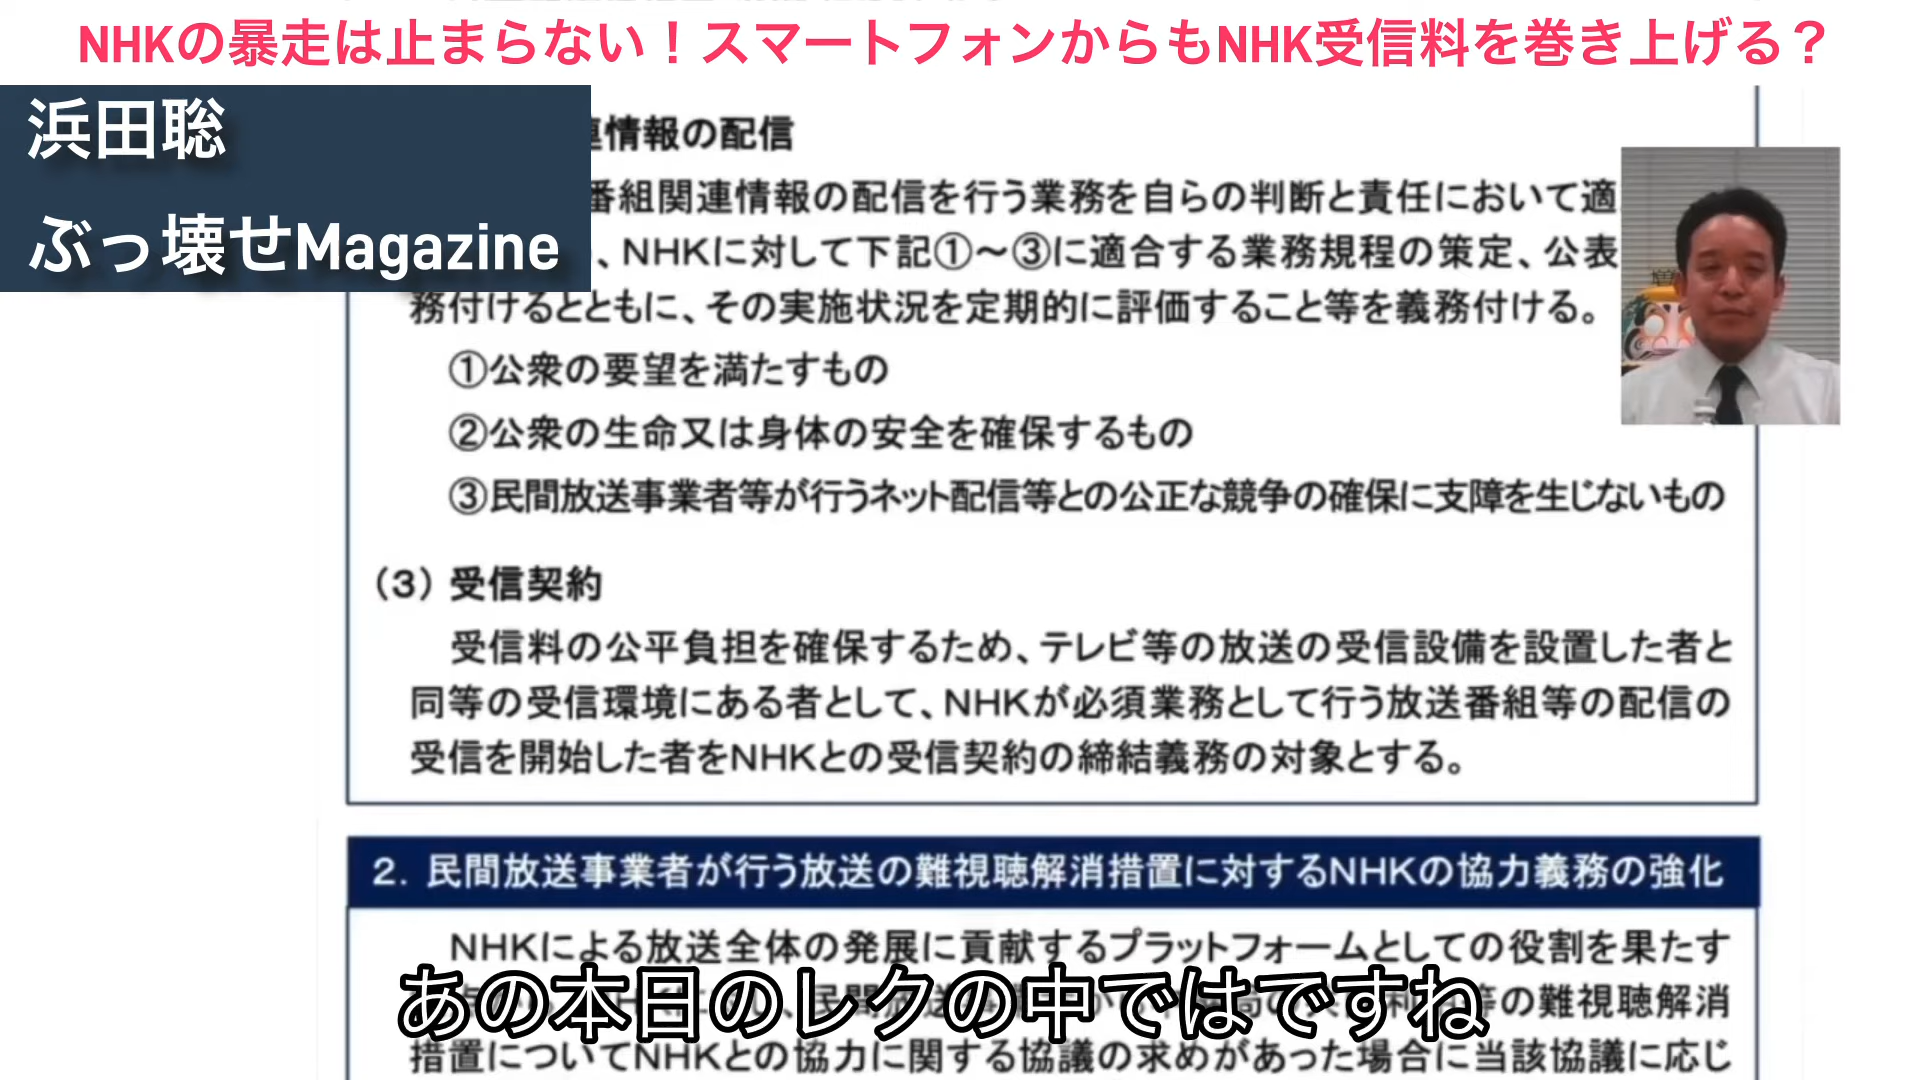 NHKの暴走は止まらない！スマートフォンからもNHK受信料を巻き上げる？
浜田聡
ぶっ壊せMagazine
連情報の配信
番組関連情報の配信を行う業務を自らの判断と責任において適
、NHKに対して下記①～③に適合する業務規程の策定、公表
務付けるとともに、その実施状況を定期的に評価すること等を義務付ける。
①公衆の要望を満たすもの
②公衆の生命又は身体の安全を確保するもの
③民間放送事業者等が行うネット配信等との公正な競争の確保に支障を生じないもの
（3）受信契約
受信料の公平負担を確保するため、テレビ等の放送の受信設備を設置した者と
同等の受信環境にある者として、NHKが必須業務として行う放送番組等の配信の
受信を開始した者をNHKとの受信契約の締結義務の対象とする。
2．民間放送事業者が行う放送の難視聴解消措置に対するNHKの協力義務の強化
NHKによる放送全体の発展に貢献するプラットフォームとしての役割を果たす
等の難視聴解消
あの本日のレクの中ではですね
措置についてNHKとの協力に関する協議の求めがあった場合に当該協議に応じ